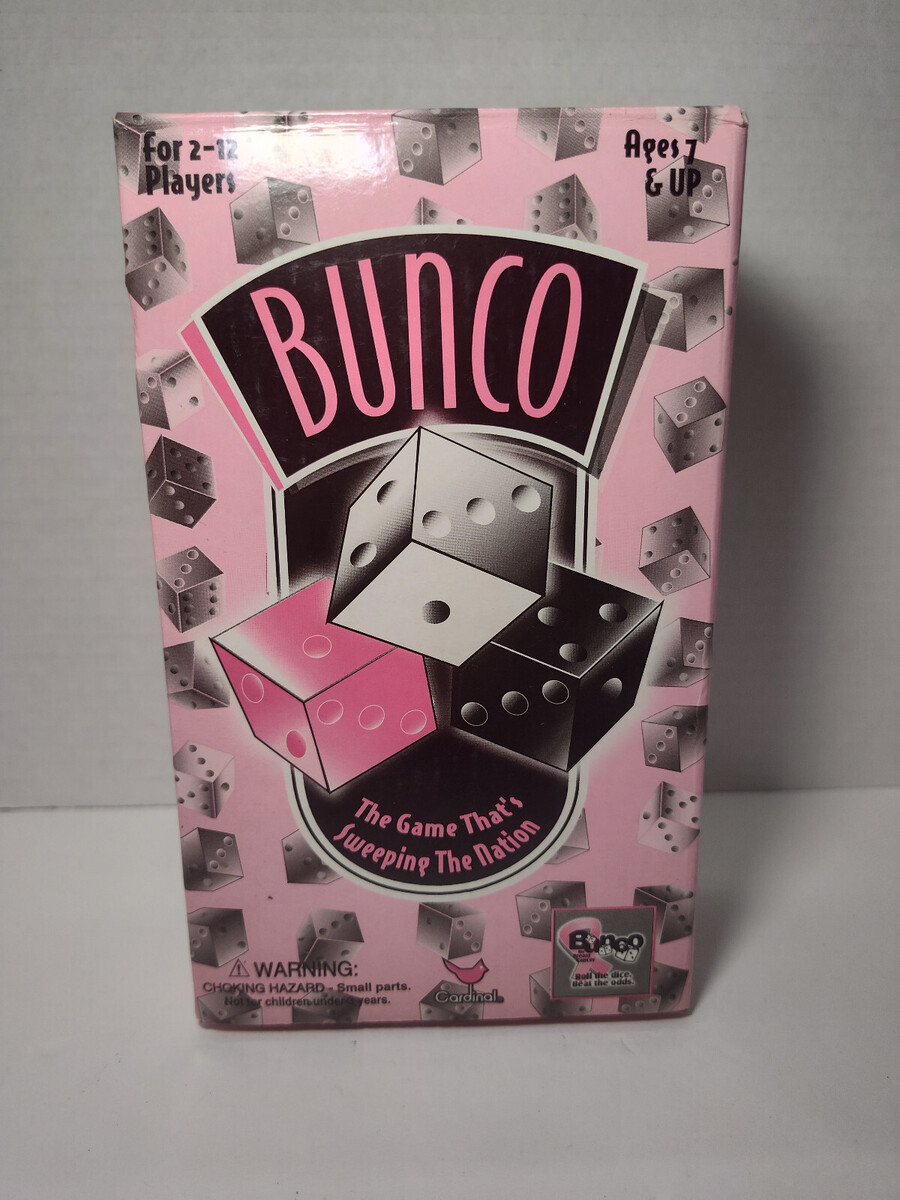 For 2-12
Players
Ages 7
& UP
BUNCO
The Game That's
Sweeping The Nation
⚠ WARNING:
CHOKING HAZARD - Small parts.
Not for children under 3 years.
Cardinal
Bunco
Roll the dice.
Beat the odds.